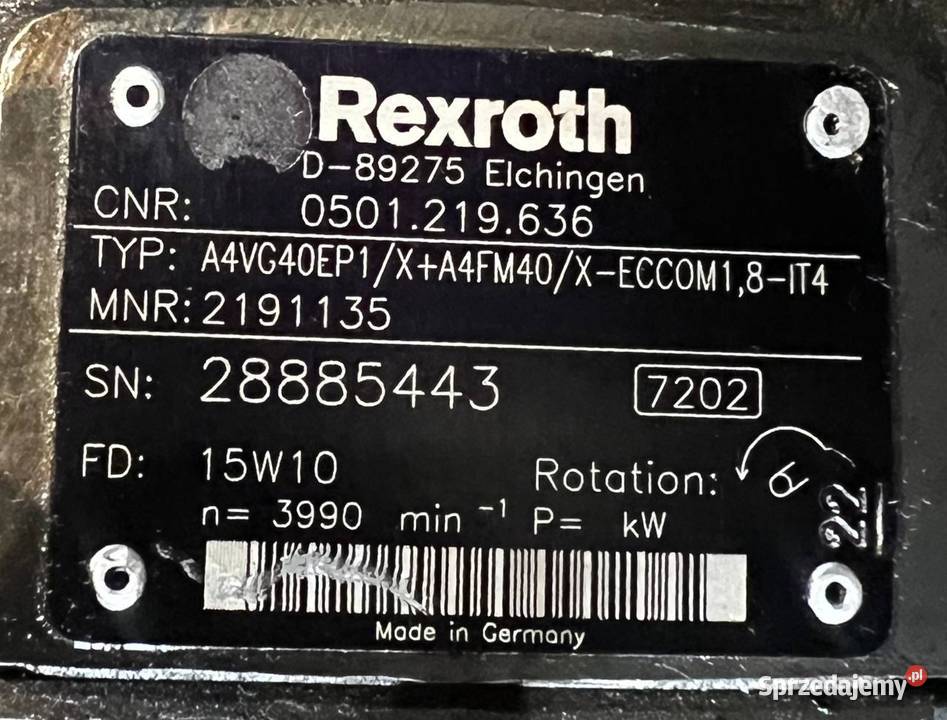 Rexroth
D-89275 Elchingen
CNR: 0501.219.636
TYP: A4VG40EP1/X+A4FM40/X-ECCOM1,8-IT4
MNR: 2191135
SN: 28885443 7202
FD: 15W10 Rotation:
n= 3990 min⁻¹ P= kW
22
Made in Germany
Sprzedajemy.pl